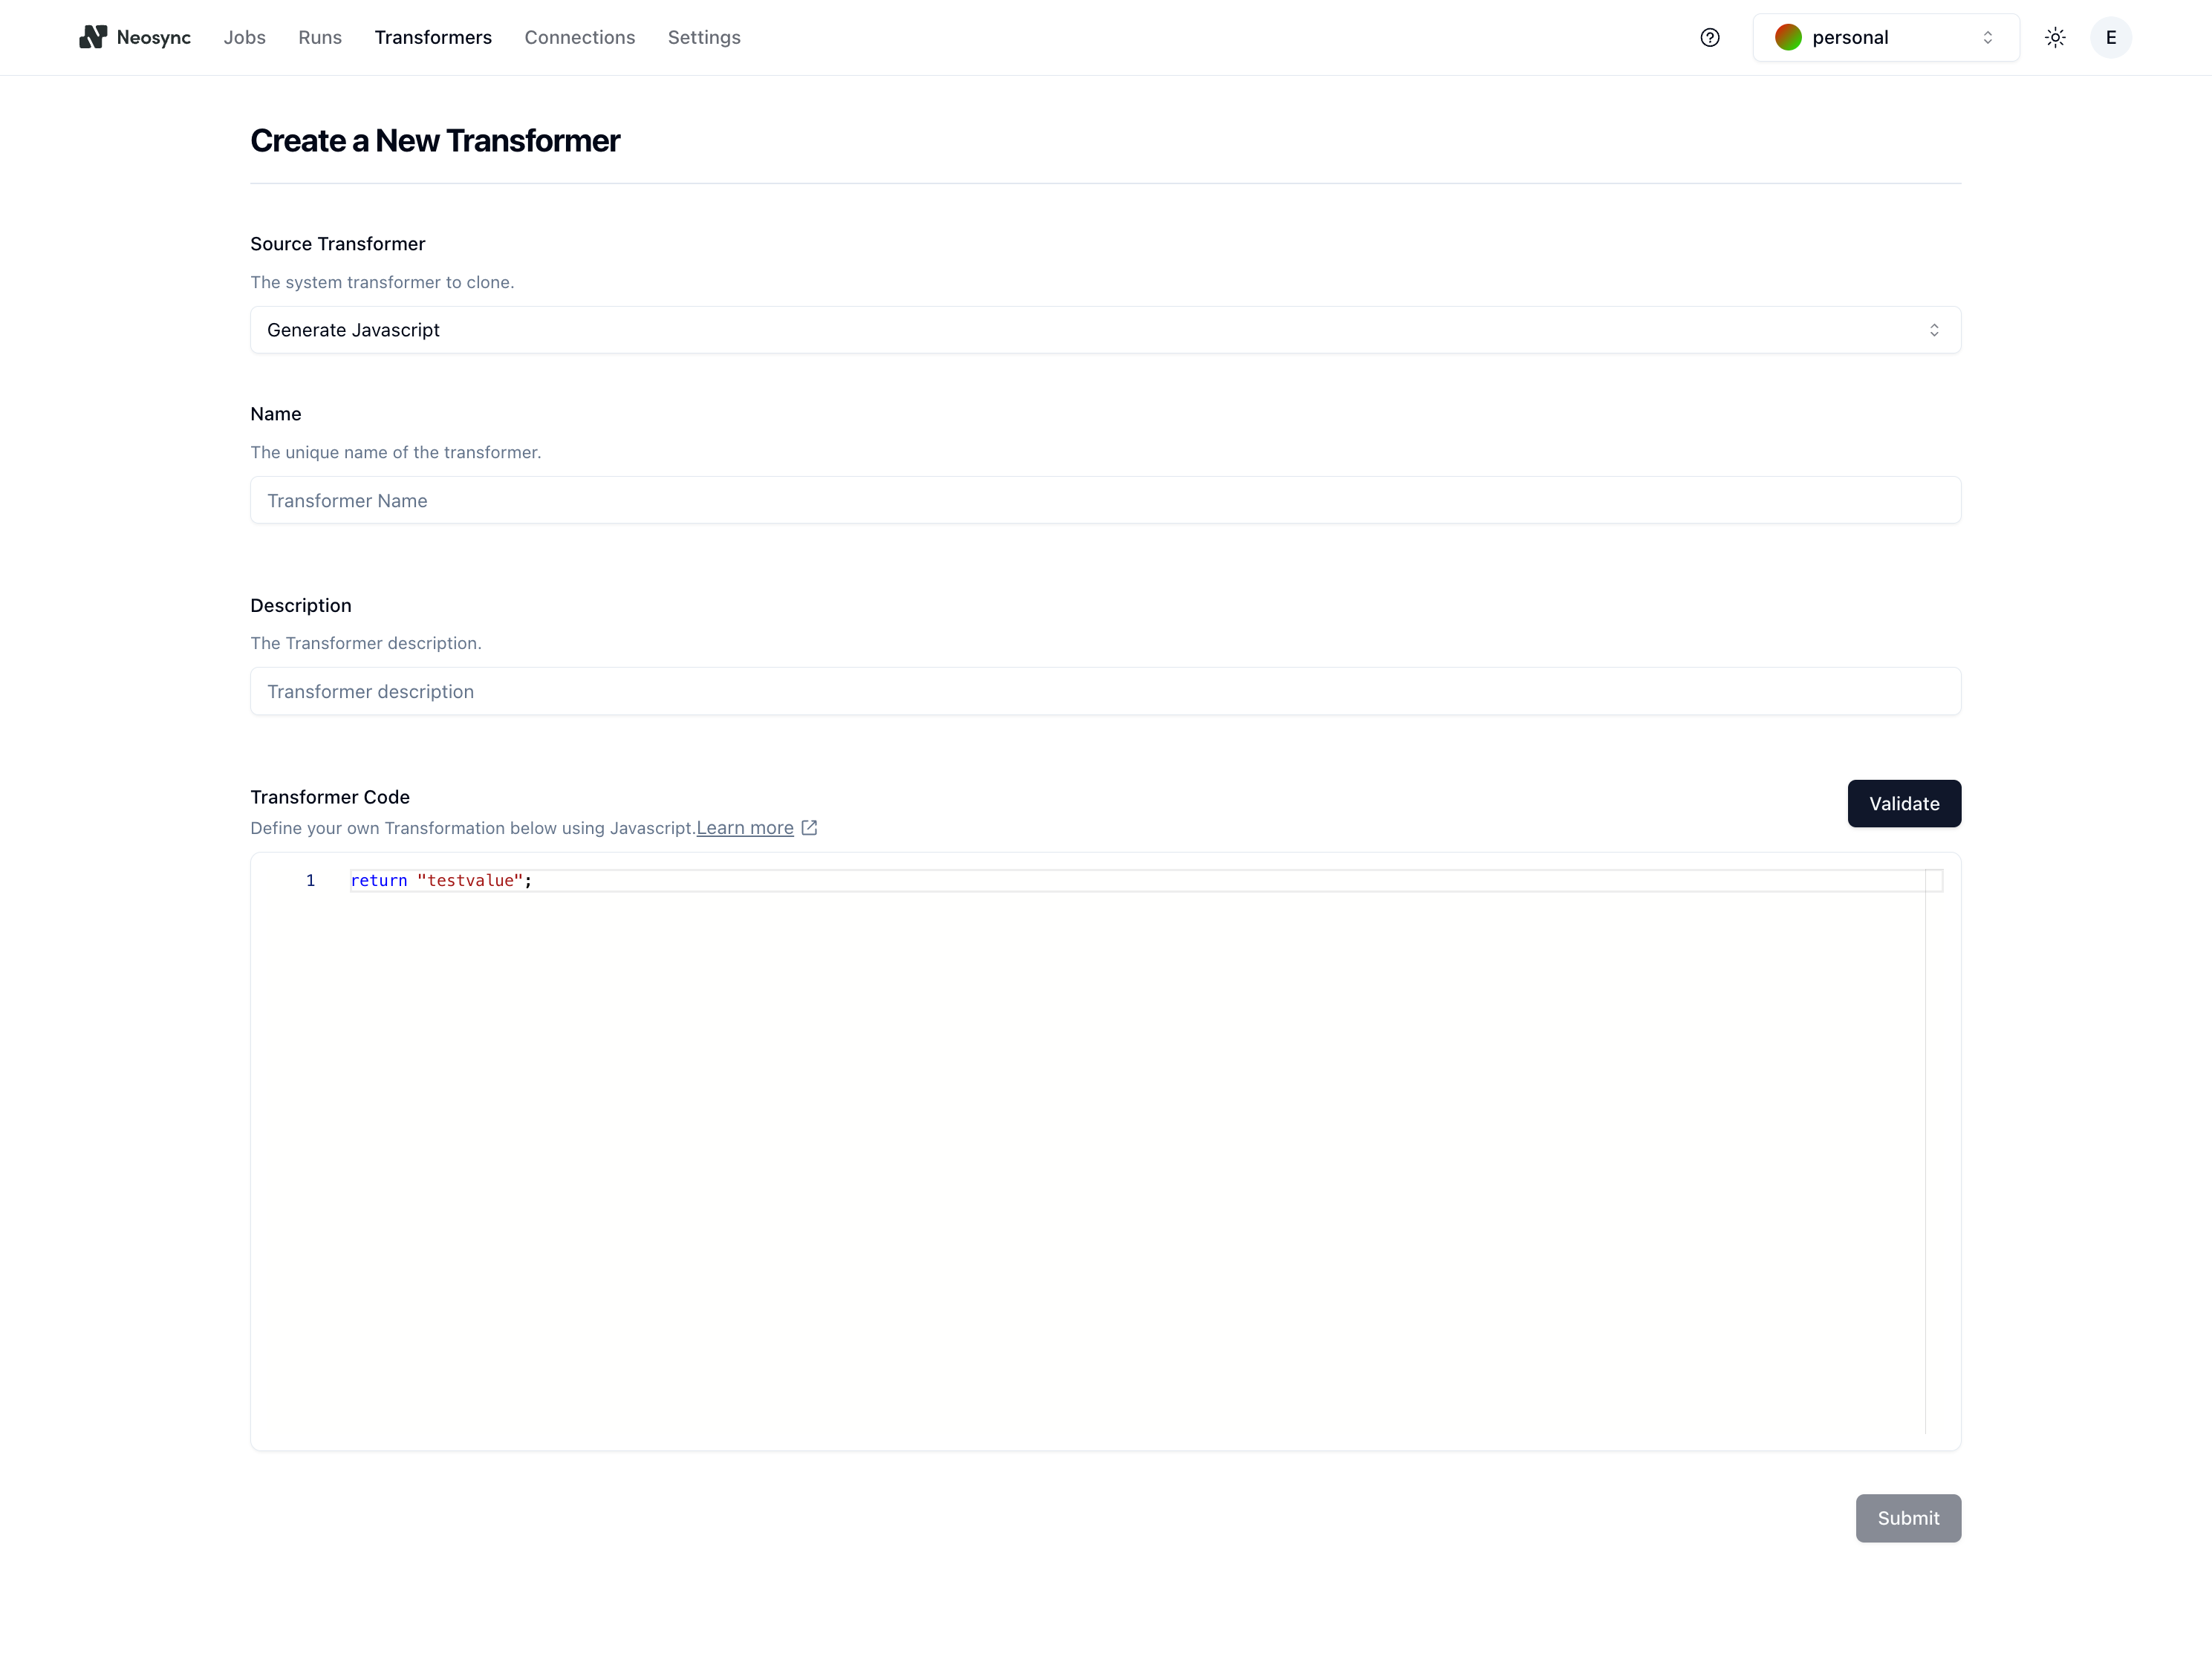 Neosync Jobs Runs Transformers Connections Settings personal E
Create a New Transformer
Source Transformer
The system transformer to clone.
Generate Javascript
Name
The unique name of the transformer.
Transformer Name
Description
The Transformer description.
Transformer description
Transformer Code
Validate
Define your own Transformation below using Javascript.Learn more
1 return "testvalue";
Submit